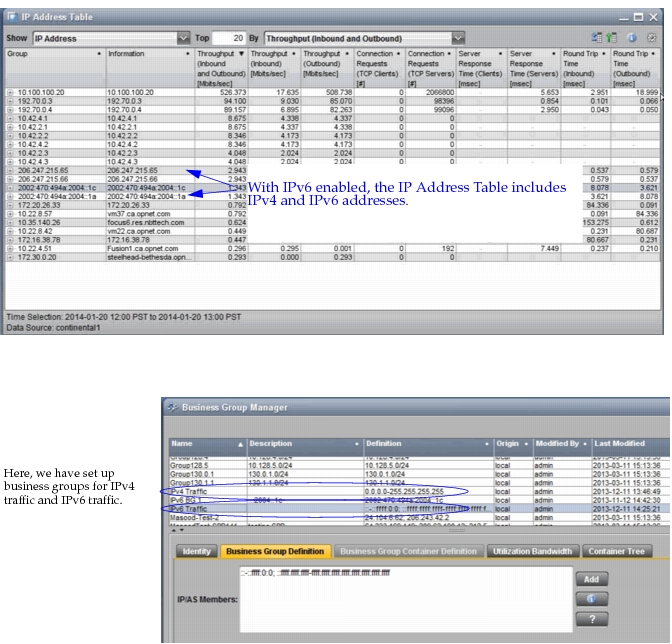 IP Address Table
Show IP Address Top 20 By Throughput (Inbound and Outbound)
Group Information Throughput Throughput Throughput Connection Connection Server Server Round Trip Round Trip
(Inbound (Inbound) (Outbound) Requests Requests Response Response Time Time
and Outbound) [Mbits/sec] [Mbits/sec] (TCP Clients) (TCP Servers) Time (Clients) Time (Servers) (Inbound) (Outbound)
[Mbits/sec] [#] [#] [msec] [msec] [msec] [msec]
10.100.100.20 10.100.100.20 526.373 17.635 508.738 0 2066800 5.653 2.951 18.999
192.70.0.3 192.70.0.3 94.100 9.030 85.070 0 98396 0.854 0.101 0.066
192.70.0.4 192.70.0.4 89.157 6.895 82.263 0 99096 2.950 0.043 0.050
10.42.4.1 10.42.4.1 8.675 4.338 4.337 0 0
10.42.2.1 10.42.2.1 8.675 4.337 4.338 0 0
10.42.2.2 10.42.2.2 8.346 4.173 4.173 0 0
10.42.4.2 10.42.4.2 8.346 4.173 4.173 0 0
10.42.2.3 10.42.2.3 4.048 2.024 2.024 0 0
10.42.4.3 10.42.4.3 4.048 2.024 2.024 0 0
206.247.215.65 206.247.215.65 2.943 0.537 0.579
206.247.215.66 206.247.215.66 2.943 0.579 0.537
2002:470:494a:2004::1c 2002:470:494a:2004::1c 1.343 8.078 3.621
2002:470:494a:2004::1a 2002:470:494a:2004::1a 1.343 3.621 8.078
With IPv6 enabled, the IP Address Table includes
IPv4 and IPv6 addresses.
172.20.26.33 172.20.26.33 0.792 84.336 0.091
10.22.8.57 vm37.ca.opnet.com 0.792 0.091 84.336
10.35.140.26 focus6.res.nbttech.com 0.624 153.275 0.612
10.22.8.42 vm22.ca.opnet.com 0.449 0.231 80.687
172.16.38.78 172.16.38.78 0.447 80.667 0.231
10.22.4.51 Fusion1.ca.opnet.com 0.296 0.295 0.001 0 192 7.449 0.237 0.210
172.30.0.20 steelhead-bethesda.opn... 0.293 0.000 0.293 0 0
Time Selection: 2014-01-20 12:00 PST to 2014-01-20 13:00 PST
Data Source: continental1
Here, we have set up
business groups for IPv4
traffic and IPv6 traffic.
Business Group Manager
Name Description Definition Origin Modified By Last Modified
Group128.5 10.128.5.0/24 10.128.5.0/24 local admin 2013-03-11 15:13:36
Group130.0.1 130.0.1.0/24 130.0.1.0/24 local admin 2013-03-11 15:13:36
Group130.1.1 130.1.1.0/24 130.1.1.0/24 local admin 2013-03-11 15:13:36
IPv4 Traffic 0.0.0.0-255.255.255.255 local admin 2013-12-11 13:46:49
IPv6 BG 1 2002:470:494a:2004::1c local admin 2013-11-12 14:42:30
IPv6 Traffic local admin 2013-12-11 14:25:21
Masood-Test-2 24.104.6.62, 206.243.42.2 local admin 2013-03-11 15:13:36
Identity Business Group Definition Business Group Container Definition Utilization Bandwidth Container Tree
IP/AS Members: ::-::ffff:0:0; ::ffff:ffff:ffff-ffff:ffff:ffff:ffff:ffff:ffff:ffff:ffff Add
?